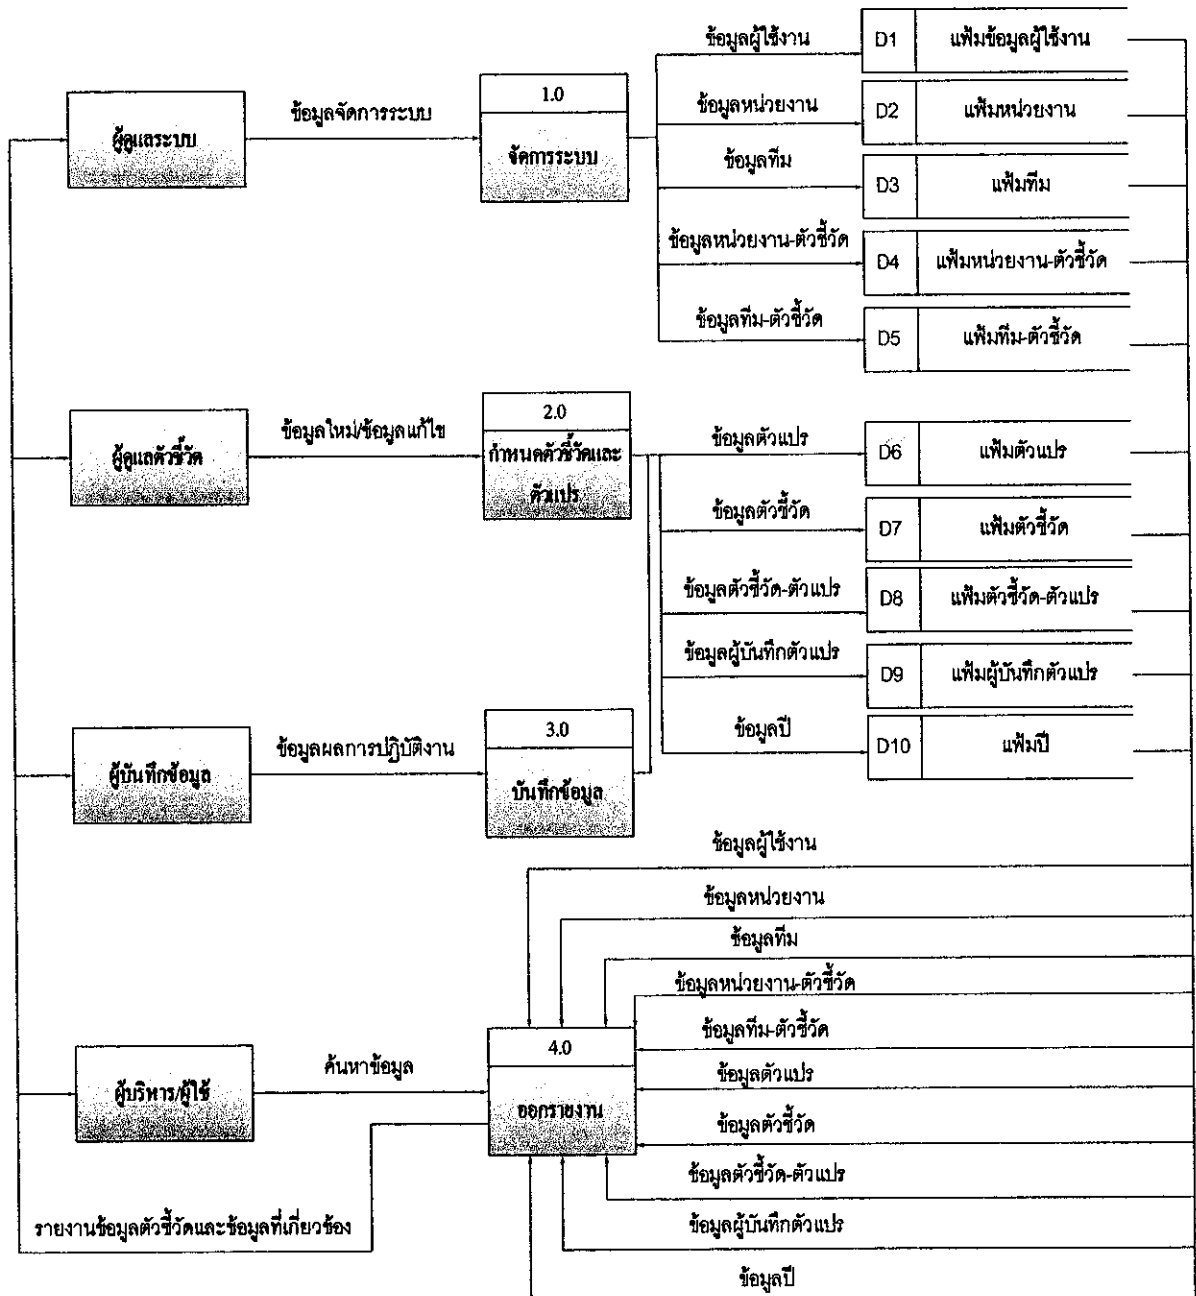 ข้อมูลผู้ใช้งาน
D1 แฟ้มข้อมูลผู้ใช้งาน
ผู้ดูแลระบบ
ข้อมูลจัดการระบบ
1.0
จัดการระบบ
ข้อมูลหน่วยงาน
D2 แฟ้มหน่วยงาน
ข้อมูลทีม
D3 แฟ้มทีม
ข้อมูลหน่วยงาน-ตัวชี้วัด
D4 แฟ้มหน่วยงาน-ตัวชี้วัด
ข้อมูลทีม-ตัวชี้วัด
D5 แฟ้มทีม-ตัวชี้วัด
ผู้ดูแลตัวชี้วัด
ข้อมูลใหม่/ข้อมูลแก้ไข
2.0
กำหนดตัวชี้วัดและ
ตัวแปร
ข้อมูลตัวแปร
D6 แฟ้มตัวแปร
ข้อมูลตัวชี้วัด
D7 แฟ้มตัวชี้วัด
ข้อมูลตัวชี้วัด-ตัวแปร
D8 แฟ้มตัวชี้วัด-ตัวแปร
ข้อมูลผู้บันทึกตัวแปร
D9 แฟ้มผู้บันทึกตัวแปร
ข้อมูลปี
D10 แฟ้มปี
ผู้บันทึกข้อมูล
ข้อมูลผลการปฏิบัติงาน
3.0
บันทึกข้อมูล
ข้อมูลผู้ใช้งาน
ข้อมูลหน่วยงาน
ข้อมูลทีม
ข้อมูลหน่วยงาน-ตัวชี้วัด
ข้อมูลทีม-ตัวชี้วัด
ผู้บริหาร/ผู้ใช้
ค้นหาข้อมูล
4.0
ออกรายงาน
ข้อมูลตัวแปร
ข้อมูลตัวชี้วัด
ข้อมูลตัวชี้วัด-ตัวแปร
รายงานข้อมูลตัวชี้วัดและข้อมูลที่เกี่ยวข้อง
ข้อมูลผู้บันทึกตัวแปร
ข้อมูลปี